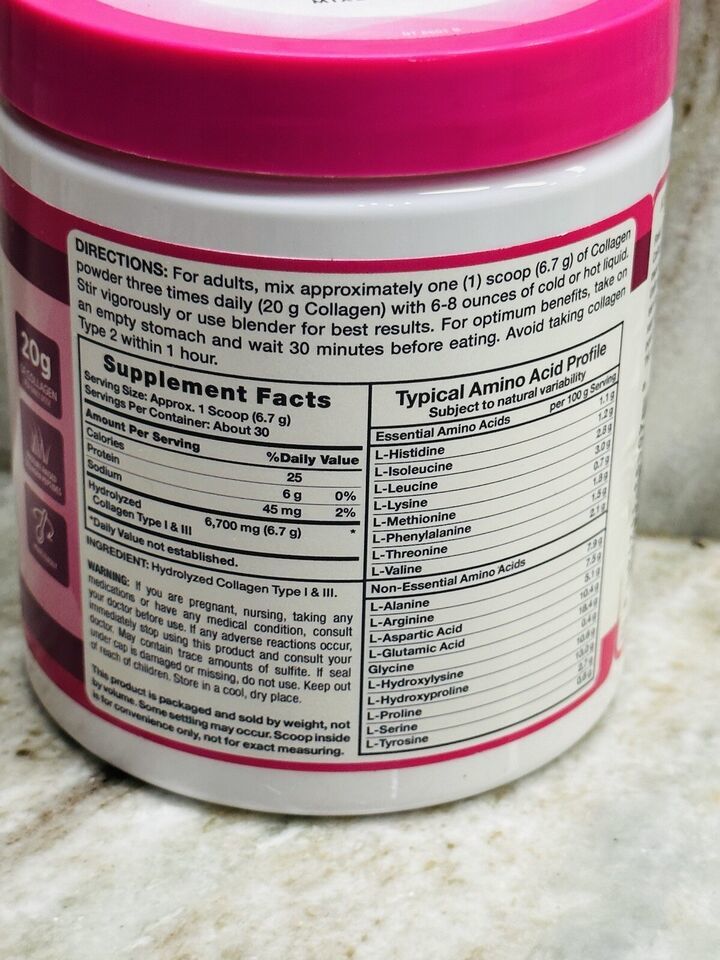 DIRECTIONS: For adults, mix approximately one (1) scoop (6.7 g) of Collagen
powder three times daily (20 g Collagen) with 6-8 ounces of cold or hot liquid.
Stir vigorously or use blender for best results. For optimum benefits, take on
an empty stomach and wait 30 minutes before eating. Avoid taking collagen
Type 2 within 1 hour.
20g
Supplement Facts
Serving Size: Approx. 1 Scoop (6.7 g)
Servings Per Container: About 30
Amount Per Serving %Daily Value
Calories 25
Protein 6 g 0%
Sodium 45 mg 2%
Hydrolyzed
Collagen Type I & III 6,700 mg (6.7 g) *
*Daily Value not established.
INGREDIENT: Hydrolyzed Collagen Type I & III.
WARNING: If you are pregnant, nursing, taking any
medications or have any medical condition, consult
your doctor before use. If any adverse reactions occur,
immediately stop using this product and consult your
doctor. May contain trace amounts of sulfite. If seal
under cap is damaged or missing, do not use. Keep out
of reach of children. Store in a cool, dry place.
This product is packaged and sold by weight, not
by volume. Some settling may occur. Scoop inside
is for convenience only, not for exact measuring.
Typical Amino Acid Profile
Subject to natural variability
per 100 g Serving
Essential Amino Acids
L-Histidine 1.1 g
L-Isoleucine 1.2 g
L-Leucine 2.8 g
L-Lysine 3.0 g
L-Methionine 0.7 g
L-Phenylalanine 1.8 g
L-Threonine 1.5 g
L-Valine 2.1 g
Non-Essential Amino Acids
L-Alanine 7.9 g
L-Arginine 7.5 g
L-Aspartic Acid 5.1 g
L-Glutamic Acid 10.4 g
Glycine 18.4 g
L-Hydroxylysine
L-Hydroxyproline
L-Proline
L-Serine
L-Tyrosine